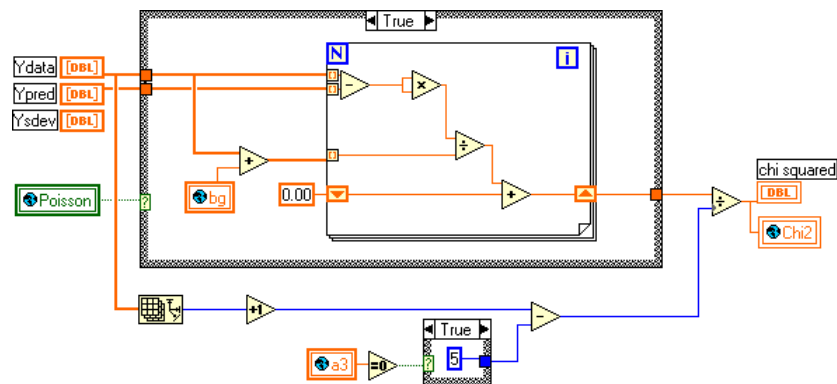 True
N
i
Ydata [DBL]
Ypred [DBL]
Ysdev [DBL]
− ×
÷
+
Poisson ?
bg
0.00
+
chi squared
DBL
÷
Chi2
+1
−
True
5
a3 =0 ?